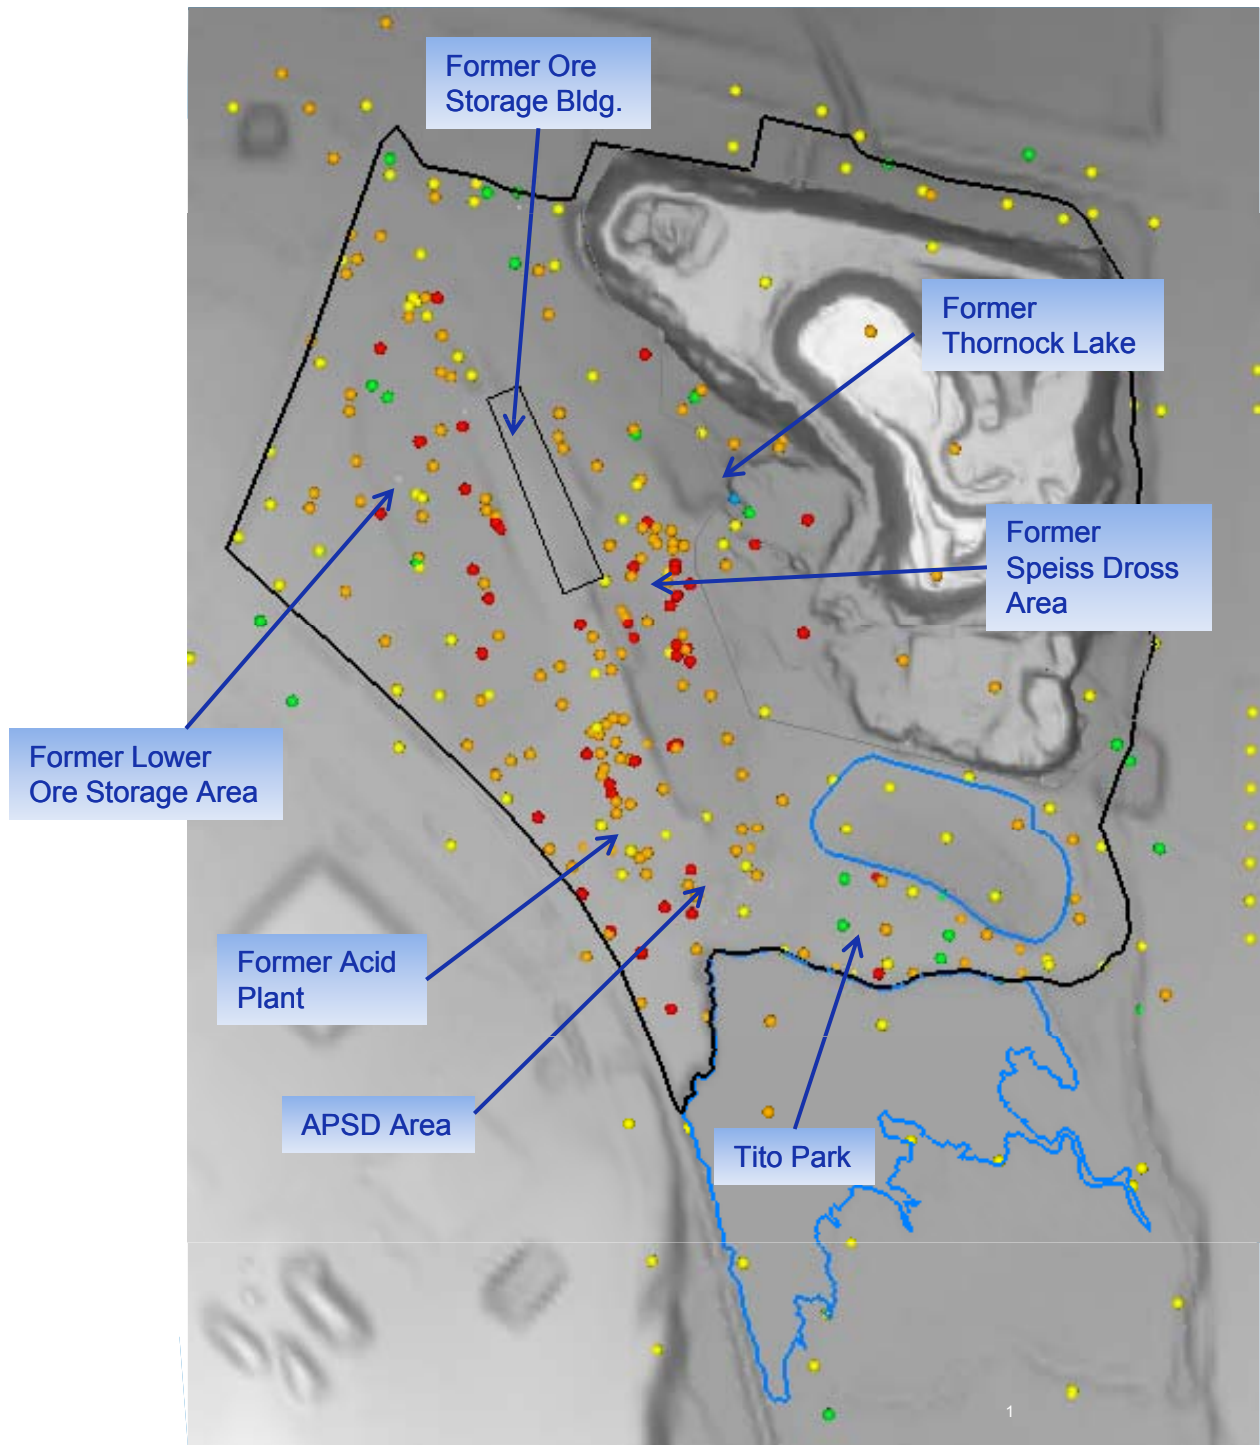 Former Ore
Storage Bldg.
Former
Thornock Lake
Former
Speiss Dross
Area
Former Lower
Ore Storage Area
Former Acid
Plant
APSD Area
Tito Park
1